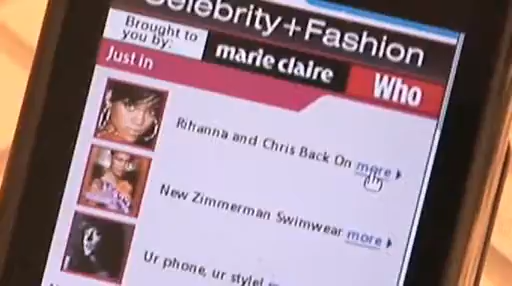 Celebrity+Fashion
Brought to
you by:
marie claire
Who
Just in
Rihanna and Chris Back On more
New Zimmerman Swimwear more
Ur phone, ur style!